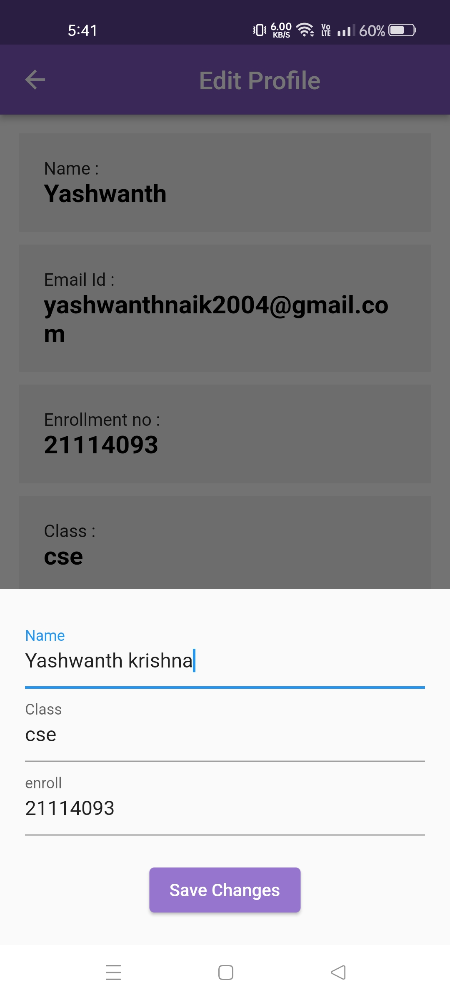 5:41 6.00 KB/S Vo LTE 60%
Edit Profile
Name :
Yashwanth
Email Id :
yashwanthnaik2004@gmail.co
m
Enrollment no :
21114093
Class :
cse
Name
Yashwanth krishna
Class
cse
enroll
21114093
Save Changes